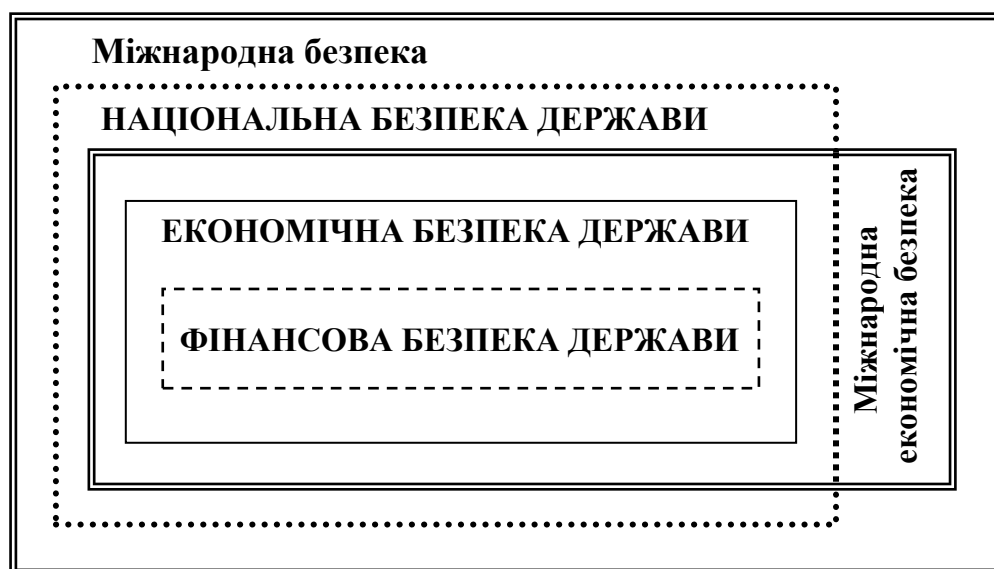 Міжнародна безпека
НАЦІОНАЛЬНА БЕЗПЕКА ДЕРЖАВИ
ЕКОНОМІЧНА БЕЗПЕКА ДЕРЖАВИ
ФІНАНСОВА БЕЗПЕКА ДЕРЖАВИ
Міжнародна
економічна безпека